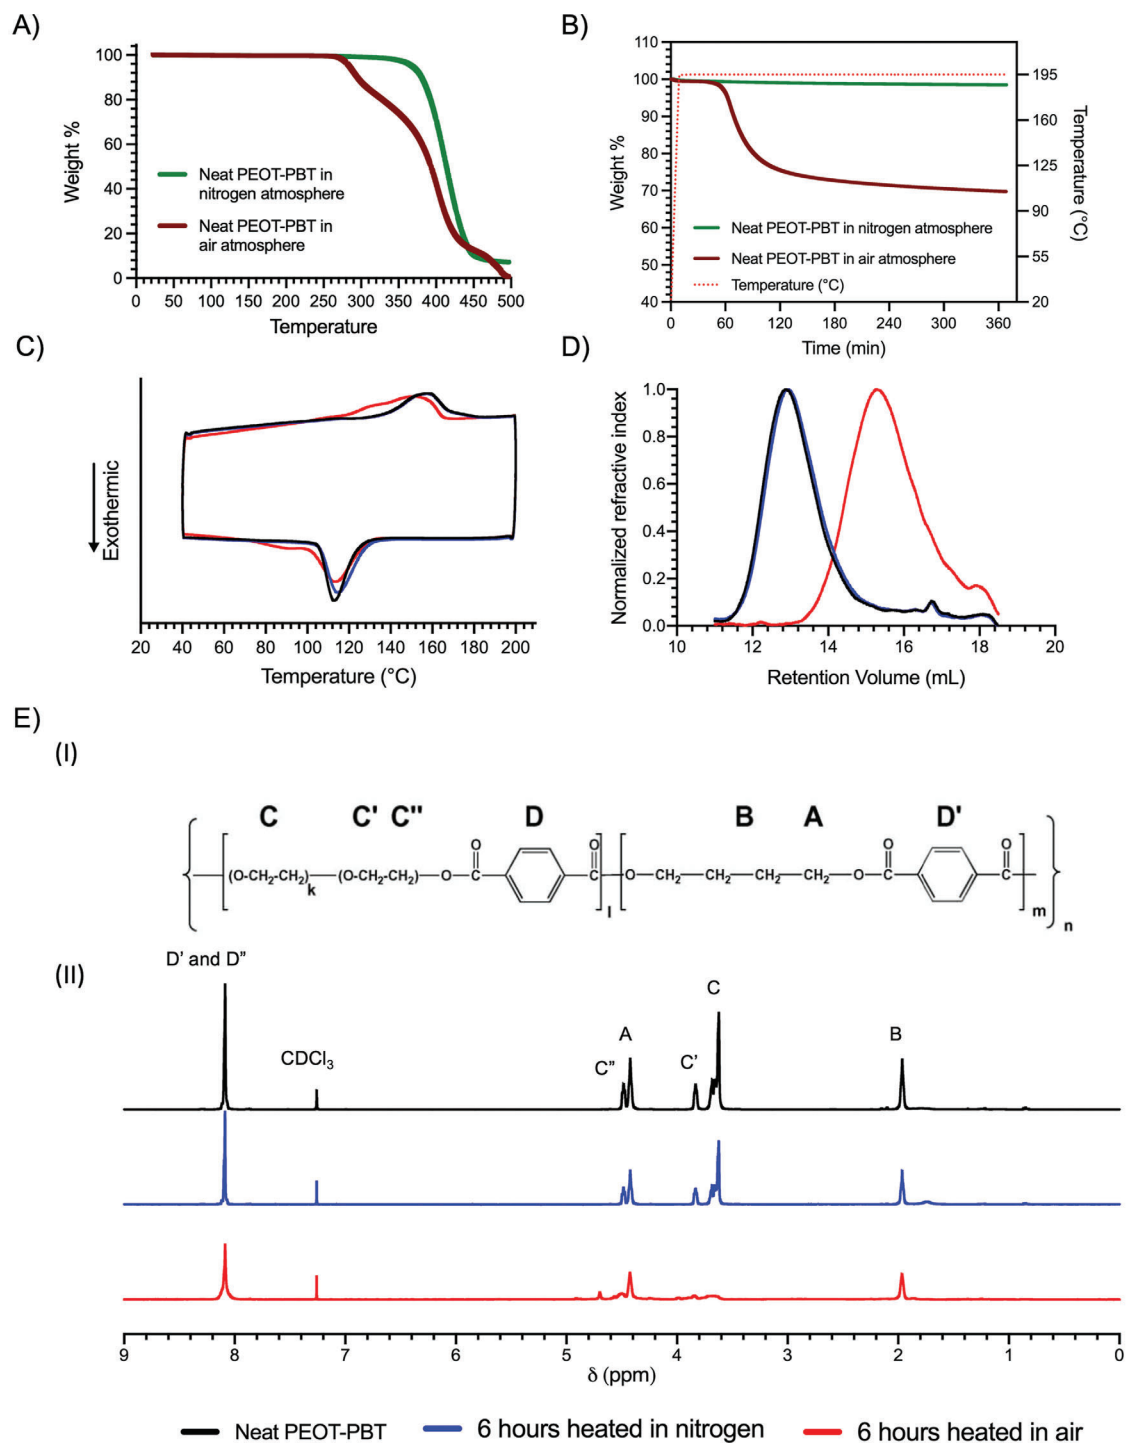 A)
100
80
60
40
20
0
Weight %
Neat PEOT-PBT in
nitrogen atmosphere
Neat PEOT-PBT in
air atmosphere
0 50 100 150 200 250 300 350 400 450 500
Temperature
B)
110
100
90
80
70
60
50
40
Weight %
195
160
125
90
55
20
Temperature (°C)
Neat PEOT-PBT in nitrogen atmosphere
Neat PEOT-PBT in air atmosphere
Temperature (°C)
0 60 120 180 240 300 360
Time (min)
C)
Exothermic
20 40 60 80 100 120 140 160 180 200
Temperature (°C)
D)
1.0
0.8
0.6
0.4
0.2
0.0
Normalized refractive index
10 12 14 16 18 20
Retention Volume (mL)
E)
(I)
C C' C" D B A D'
O O O O
(O-CH₂-CH₂)k (O-CH₂-CH₂) O C C O CH₂ CH₂ CH₂ CH₂ O C C
l m n
(II)
D' and D"
CDCl₃
C"
A
C'
C
B
9 8 7 6 5 4 3 2 1 0
δ (ppm)
Neat PEOT-PBT 6 hours heated in nitrogen 6 hours heated in air